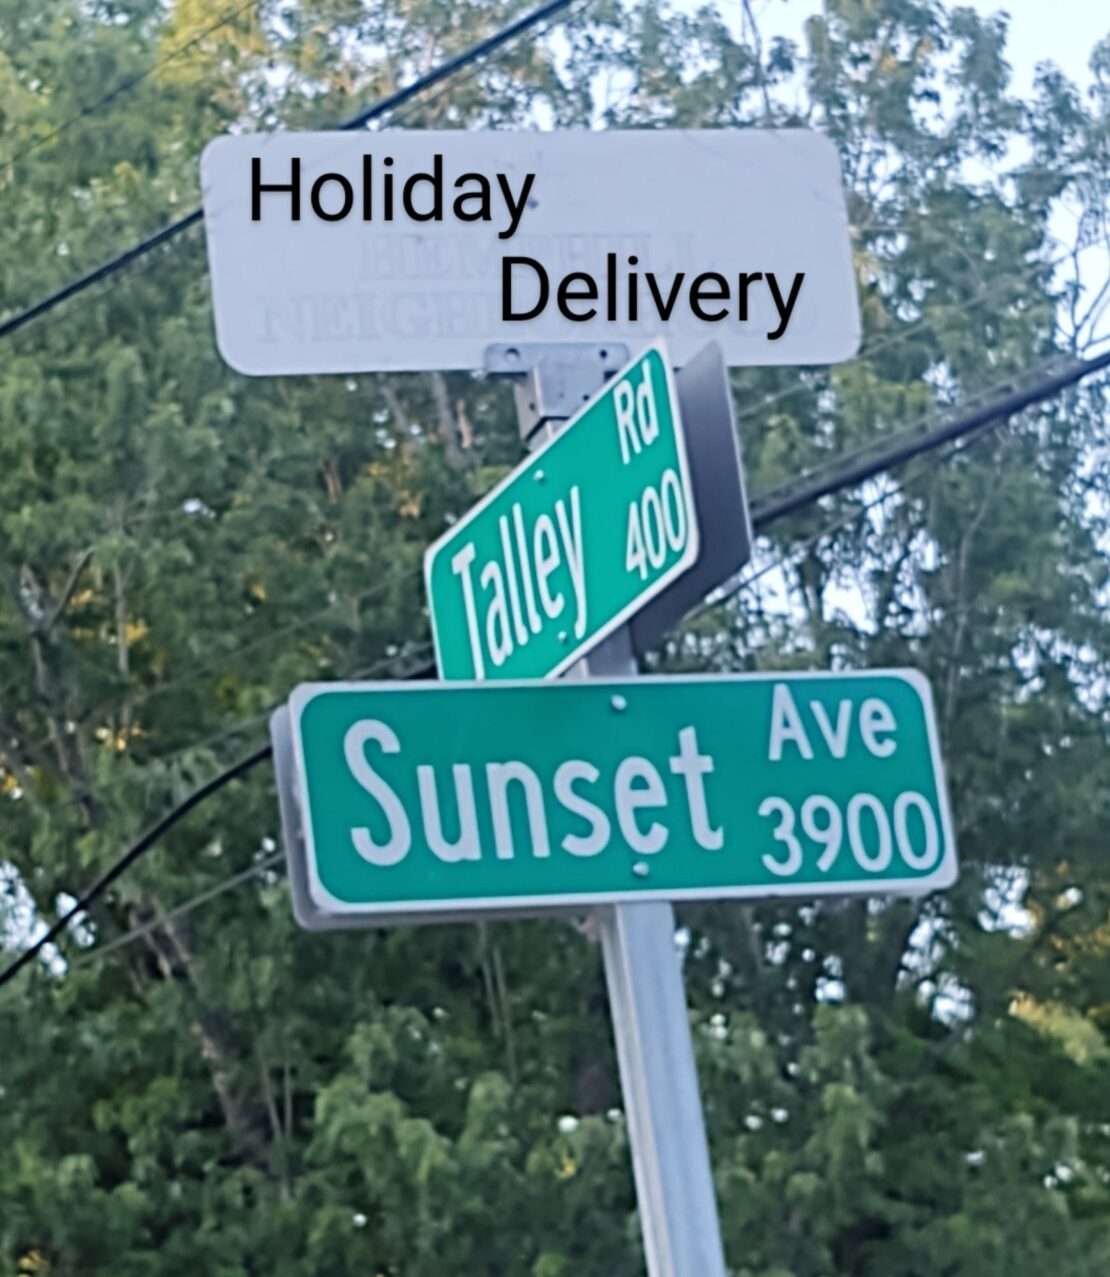 Holiday
Delivery
Rd
Talley 400
Ave
Sunset 3900